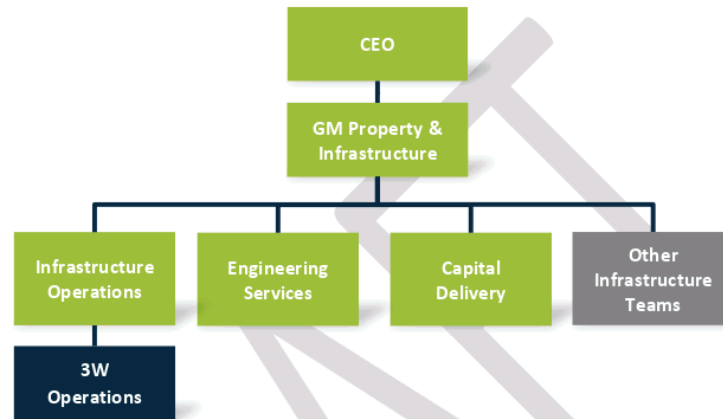 CEO
GM Property &
Infrastructure
Infrastructure
Operations
Engineering
Services
Capital
Delivery
Other
Infrastructure
Teams
3W
Operations